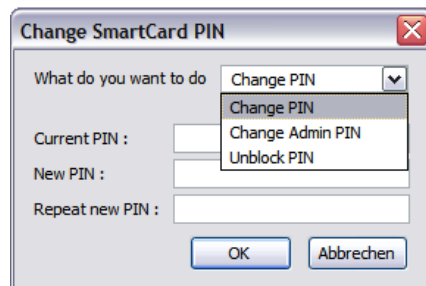 Change SmartCard PIN
What do you want to do Change PIN
Change PIN
Change Admin PIN
Unblock PIN
Current PIN :
New PIN :
Repeat new PIN :
OK Abbrechen